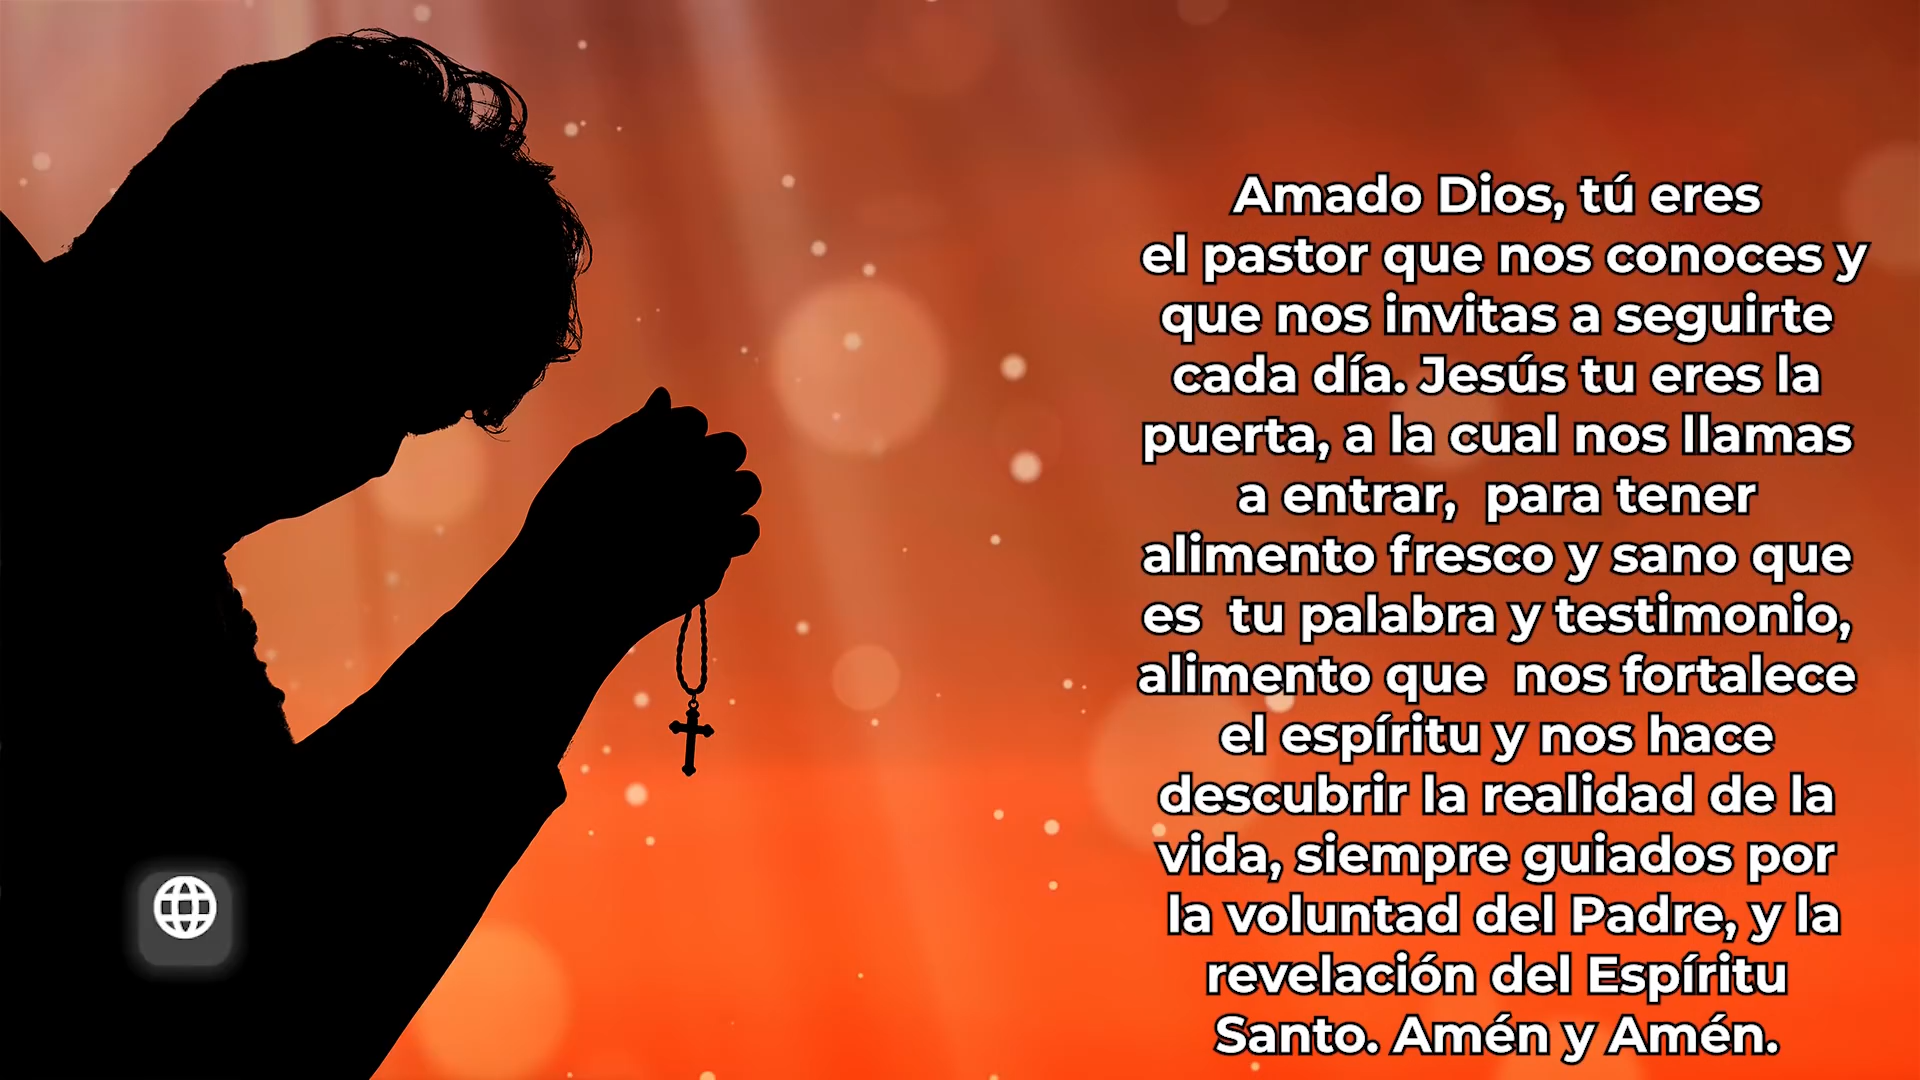 Amado Dios, tú eres
el pastor que nos conoces y
que nos invitas a seguirte
cada día. Jesús tu eres la
puerta, a la cual nos llamas
a entrar,  para tener
alimento fresco y sano que
es  tu palabra y testimonio,
alimento que  nos fortalece
el espíritu y nos hace
descubrir la realidad de la
vida, siempre guiados por
la voluntad del Padre, y la
revelación del Espíritu
Santo. Amén y Amén.